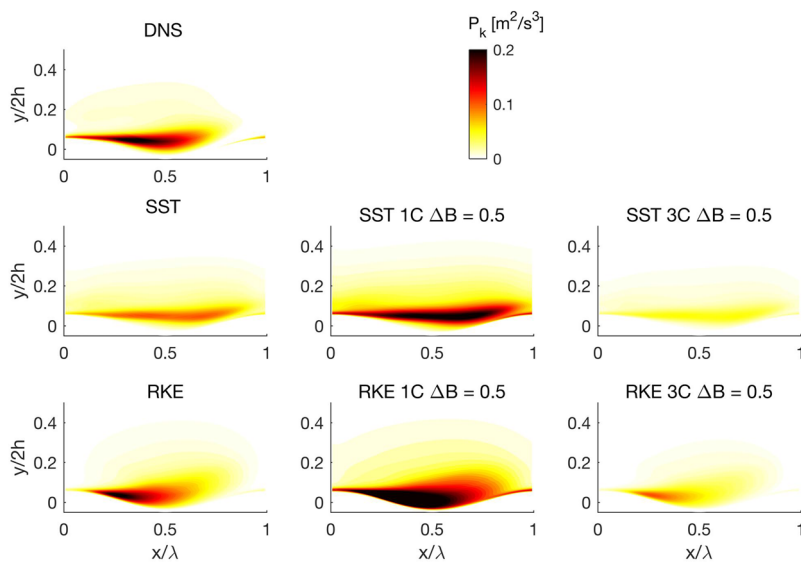 DNS
P_k [m^2/s^3]
0.2
0.1
0
y/2h
0.4
0.2
0
0 0.5 1
SST
SST 1C ΔB = 0.5
SST 3C ΔB = 0.5
y/2h
0.4 0.4 0.4
0.2 0.2 0.2
0 0 0
0 0.5 1 0 0.5 1 0 0.5 1
RKE
RKE 1C ΔB = 0.5
RKE 3C ΔB = 0.5
y/2h
0.4 0.4 0.4
0.2 0.2 0.2
0 0 0
0 0.5 1 0 0.5 1 0 0.5 1
x/λ x/λ x/λ